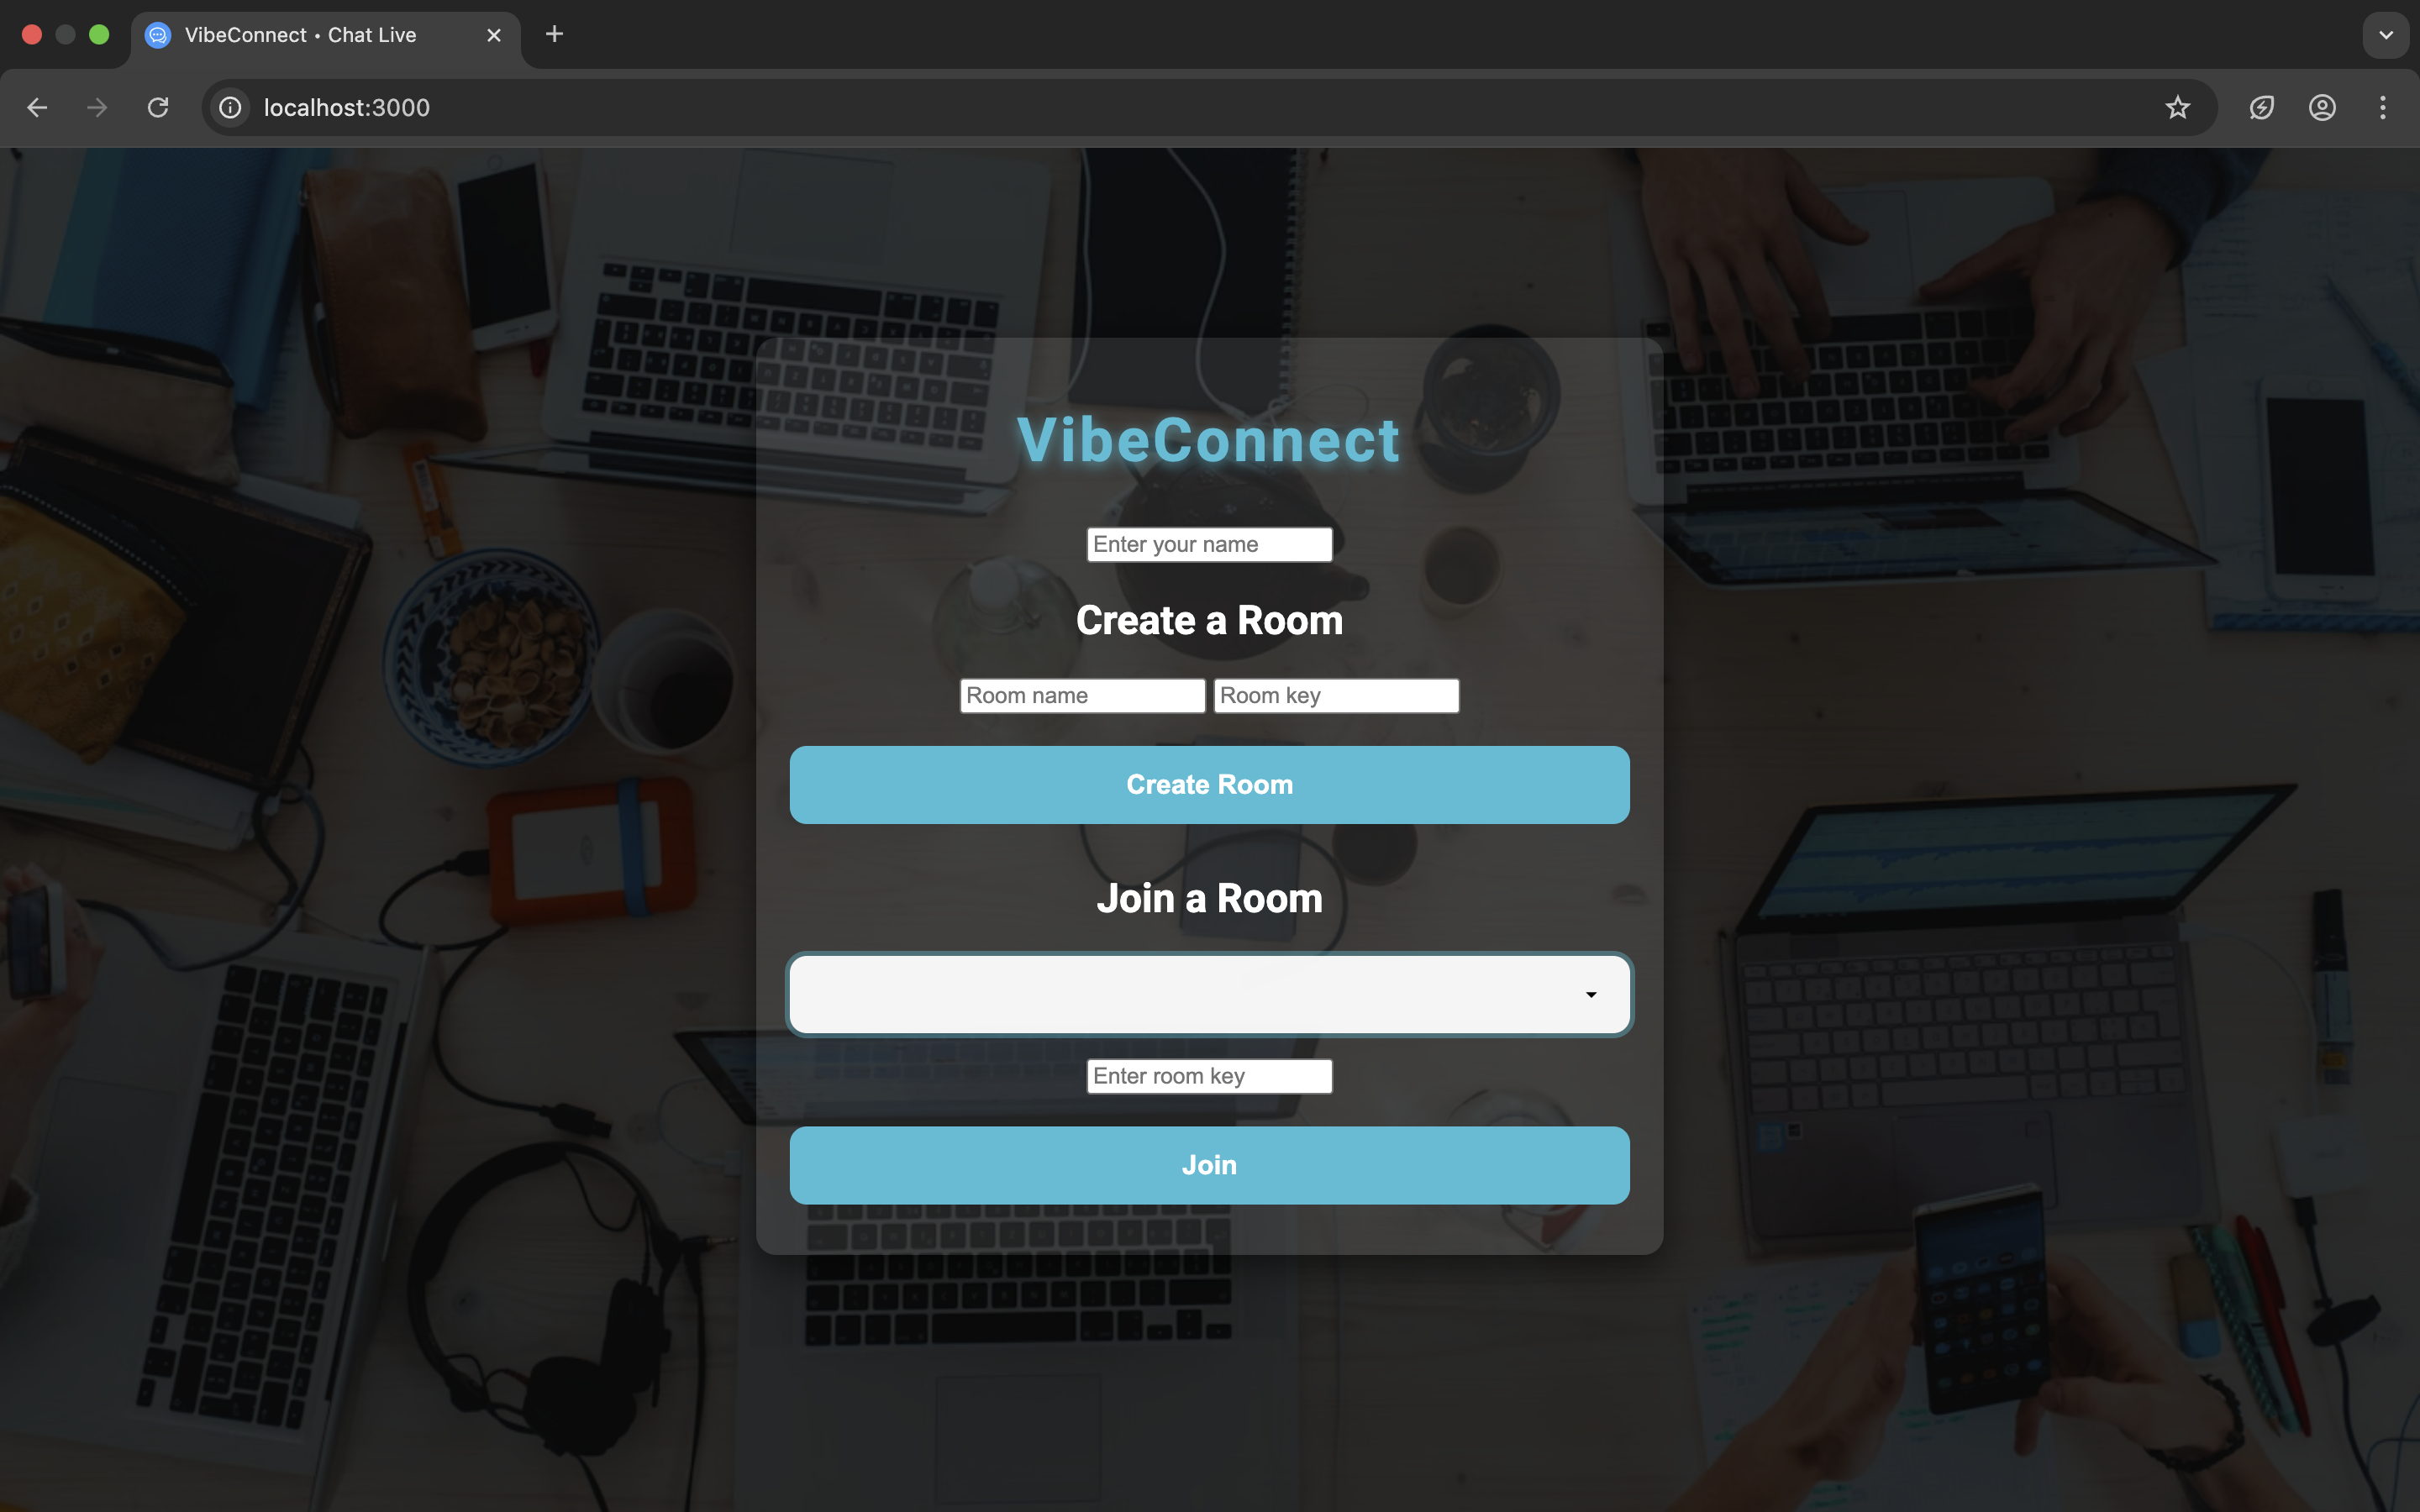 VibeConnect • Chat Live
localhost:3000
VibeConnect
Enter your name
Create a Room
Room name Room key
Create Room
Join a Room
Enter room key
Join